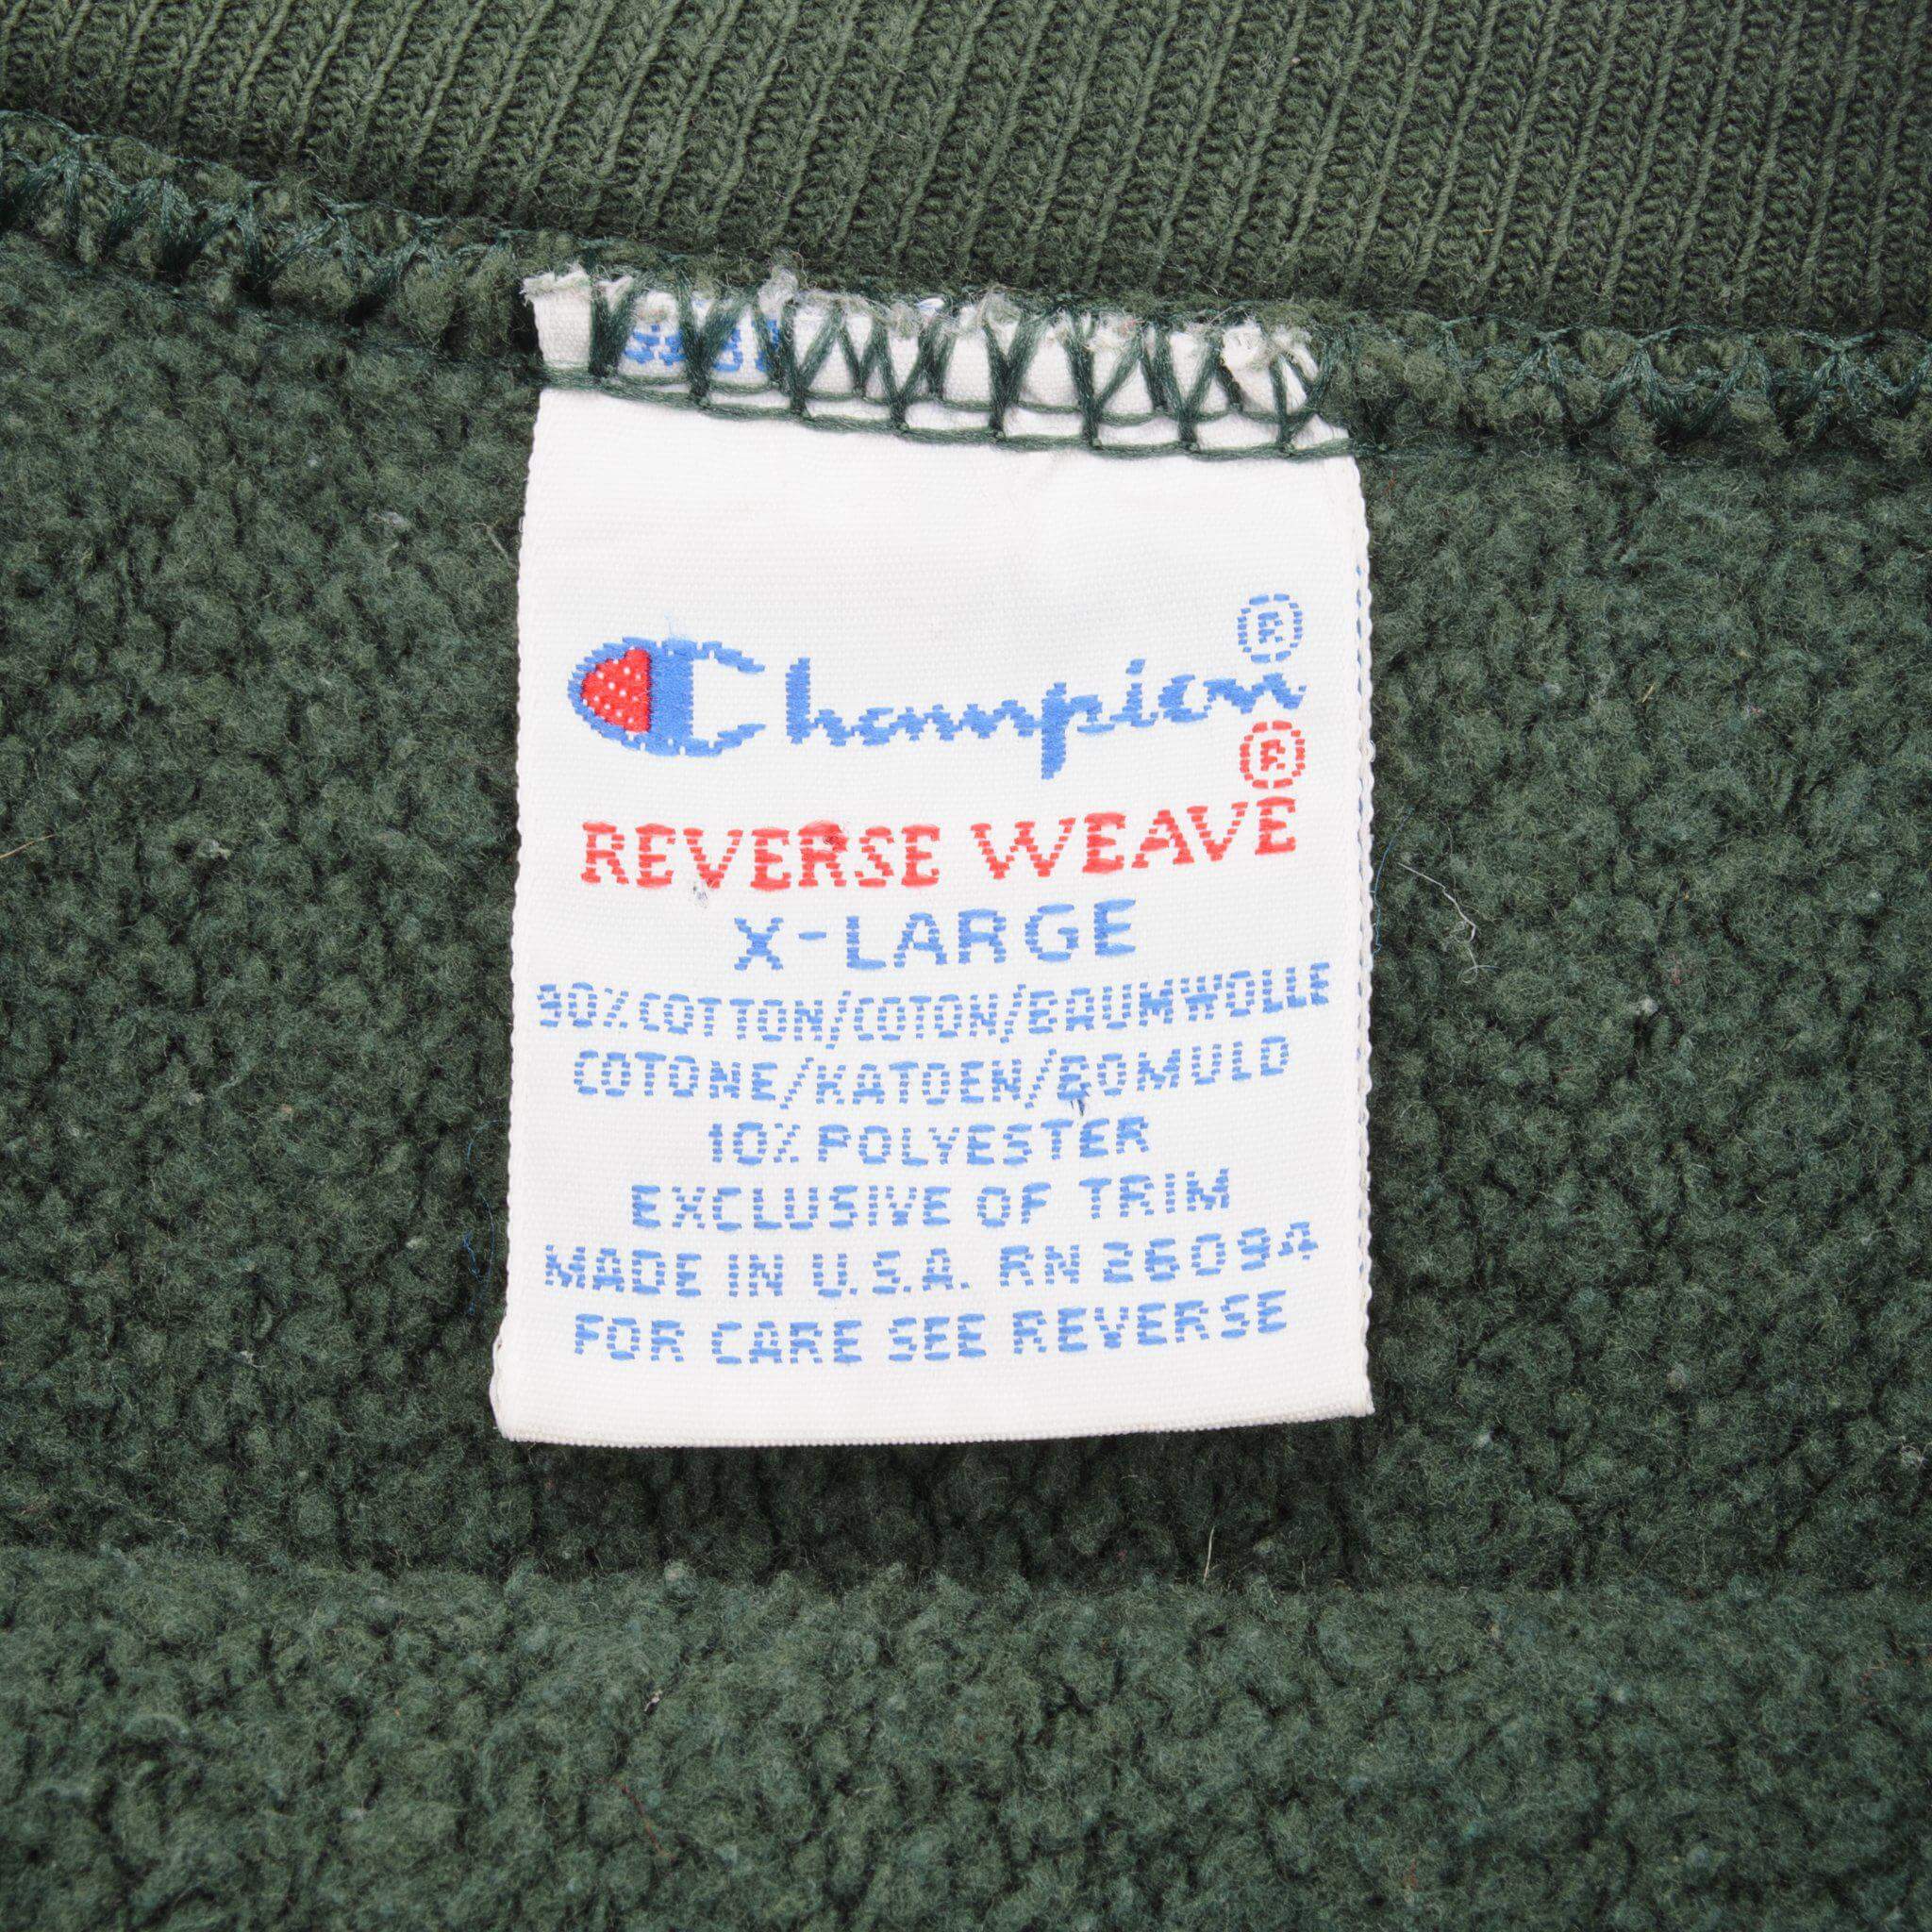 Champion®
®
REVERSE WEAVE
X-LARGE
90% COTTON/COTON/BAUMWOLLE
COTONE/KATOEN/BOMULD
10% POLYESTER
EXCLUSIVE OF TRIM
MADE IN U.S.A. RN 26094
FOR CARE SEE REVERSE